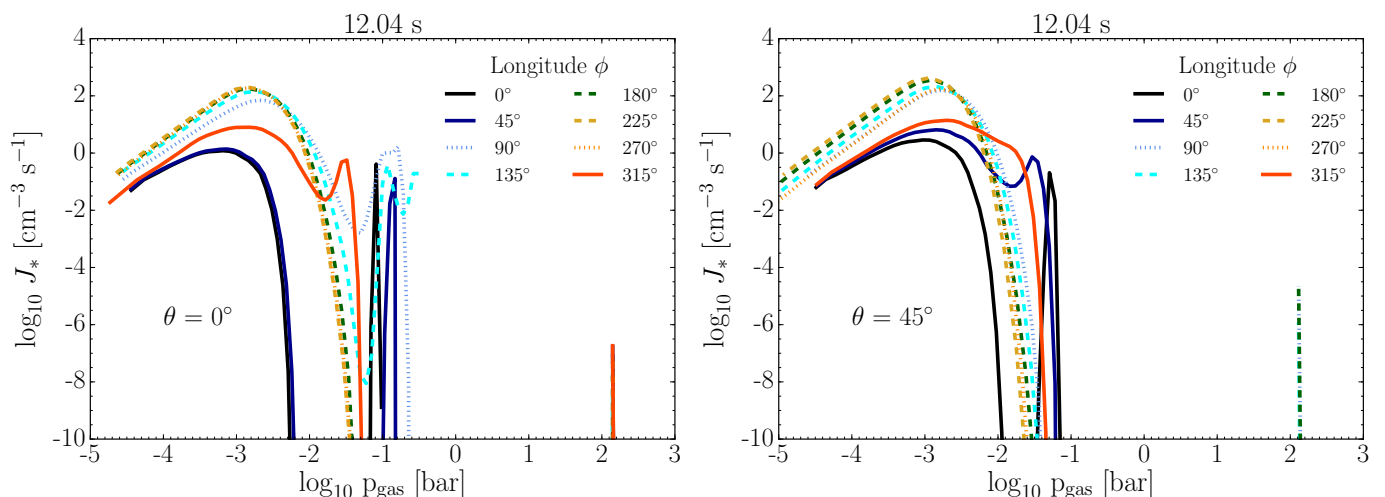 12.04 s
log₁₀ J* [cm⁻³ s⁻¹]
4
2
0
-2
-4
-6
-8
-10
Longitude ϕ
0° 180°
45° 225°
90° 270°
135° 315°
θ = 0°
-5 -4 -3 -2 -1 0 1 2 3
log₁₀ p_gas [bar]
12.04 s
log₁₀ J* [cm⁻³ s⁻¹]
4
2
0
-2
-4
-6
-8
-10
Longitude ϕ
0° 180°
45° 225°
90° 270°
135° 315°
θ = 45°
-5 -4 -3 -2 -1 0 1 2 3
log₁₀ p_gas [bar]